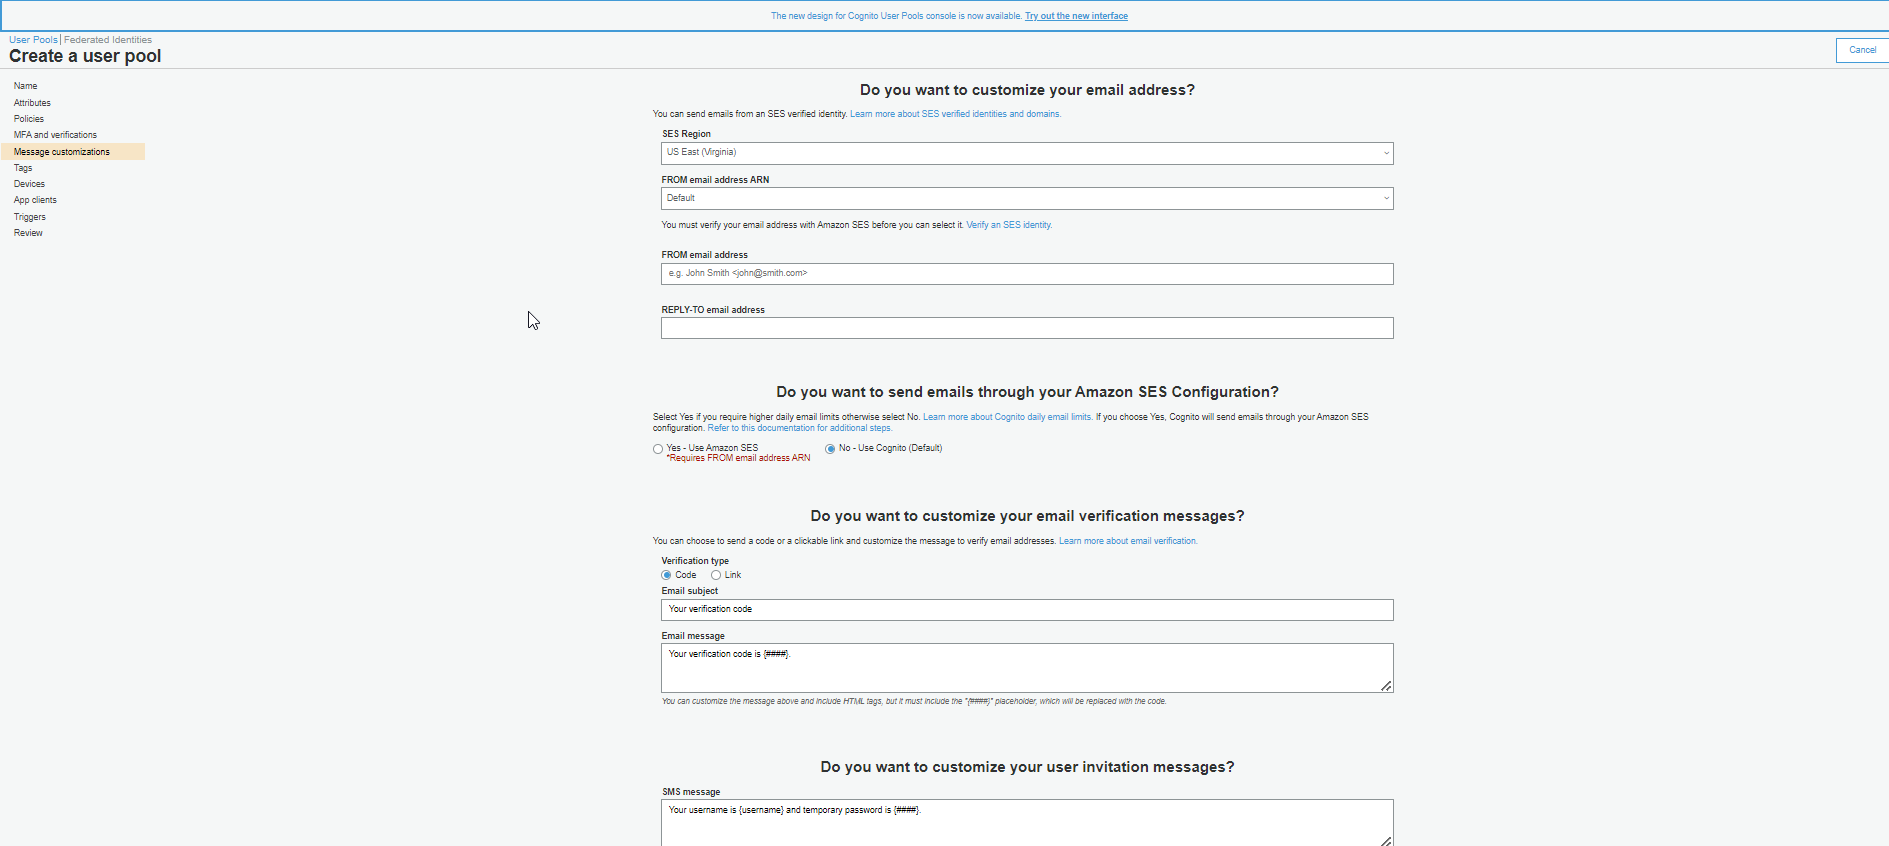 The new design for Cognito User Pools console is now available. Try out the new interface
User Pools | Federated Identities
Create a user pool
Cancel
Name
Attributes
Policies
MFA and verifications
Message customizations
Tags
Devices
App clients
Triggers
Review
Do you want to customize your email address?
You can send emails from an SES verified identity. Learn more about SES verified identities and domains.
SES Region
US East (Virginia)
FROM email address ARN
Default
You must verify your email address with Amazon SES before you can select it. Verify an SES identity.
FROM email address
e.g. John Smith <john@smith.com>
REPLY-TO email address
Do you want to send emails through your Amazon SES Configuration?
Select Yes if you require higher daily email limits otherwise select No. Learn more about Cognito daily email limits. If you choose Yes, Cognito will send emails through your Amazon SES
configuration. Refer to this documentation for additional steps.
Yes - Use Amazon SES
*Requires FROM email address ARN
No - Use Cognito (Default)
Do you want to customize your email verification messages?
You can choose to send a code or a clickable link and customize the message to verify email addresses. Learn more about email verification.
Verification type
Code Link
Email subject
Your verification code
Email message
Your verification code is {####}.
You can customize the message above and include HTML tags, but it must include the "{####}" placeholder, which will be replaced with the code.
Do you want to customize your user invitation messages?
SMS message
Your username is {username} and temporary password is {####}.